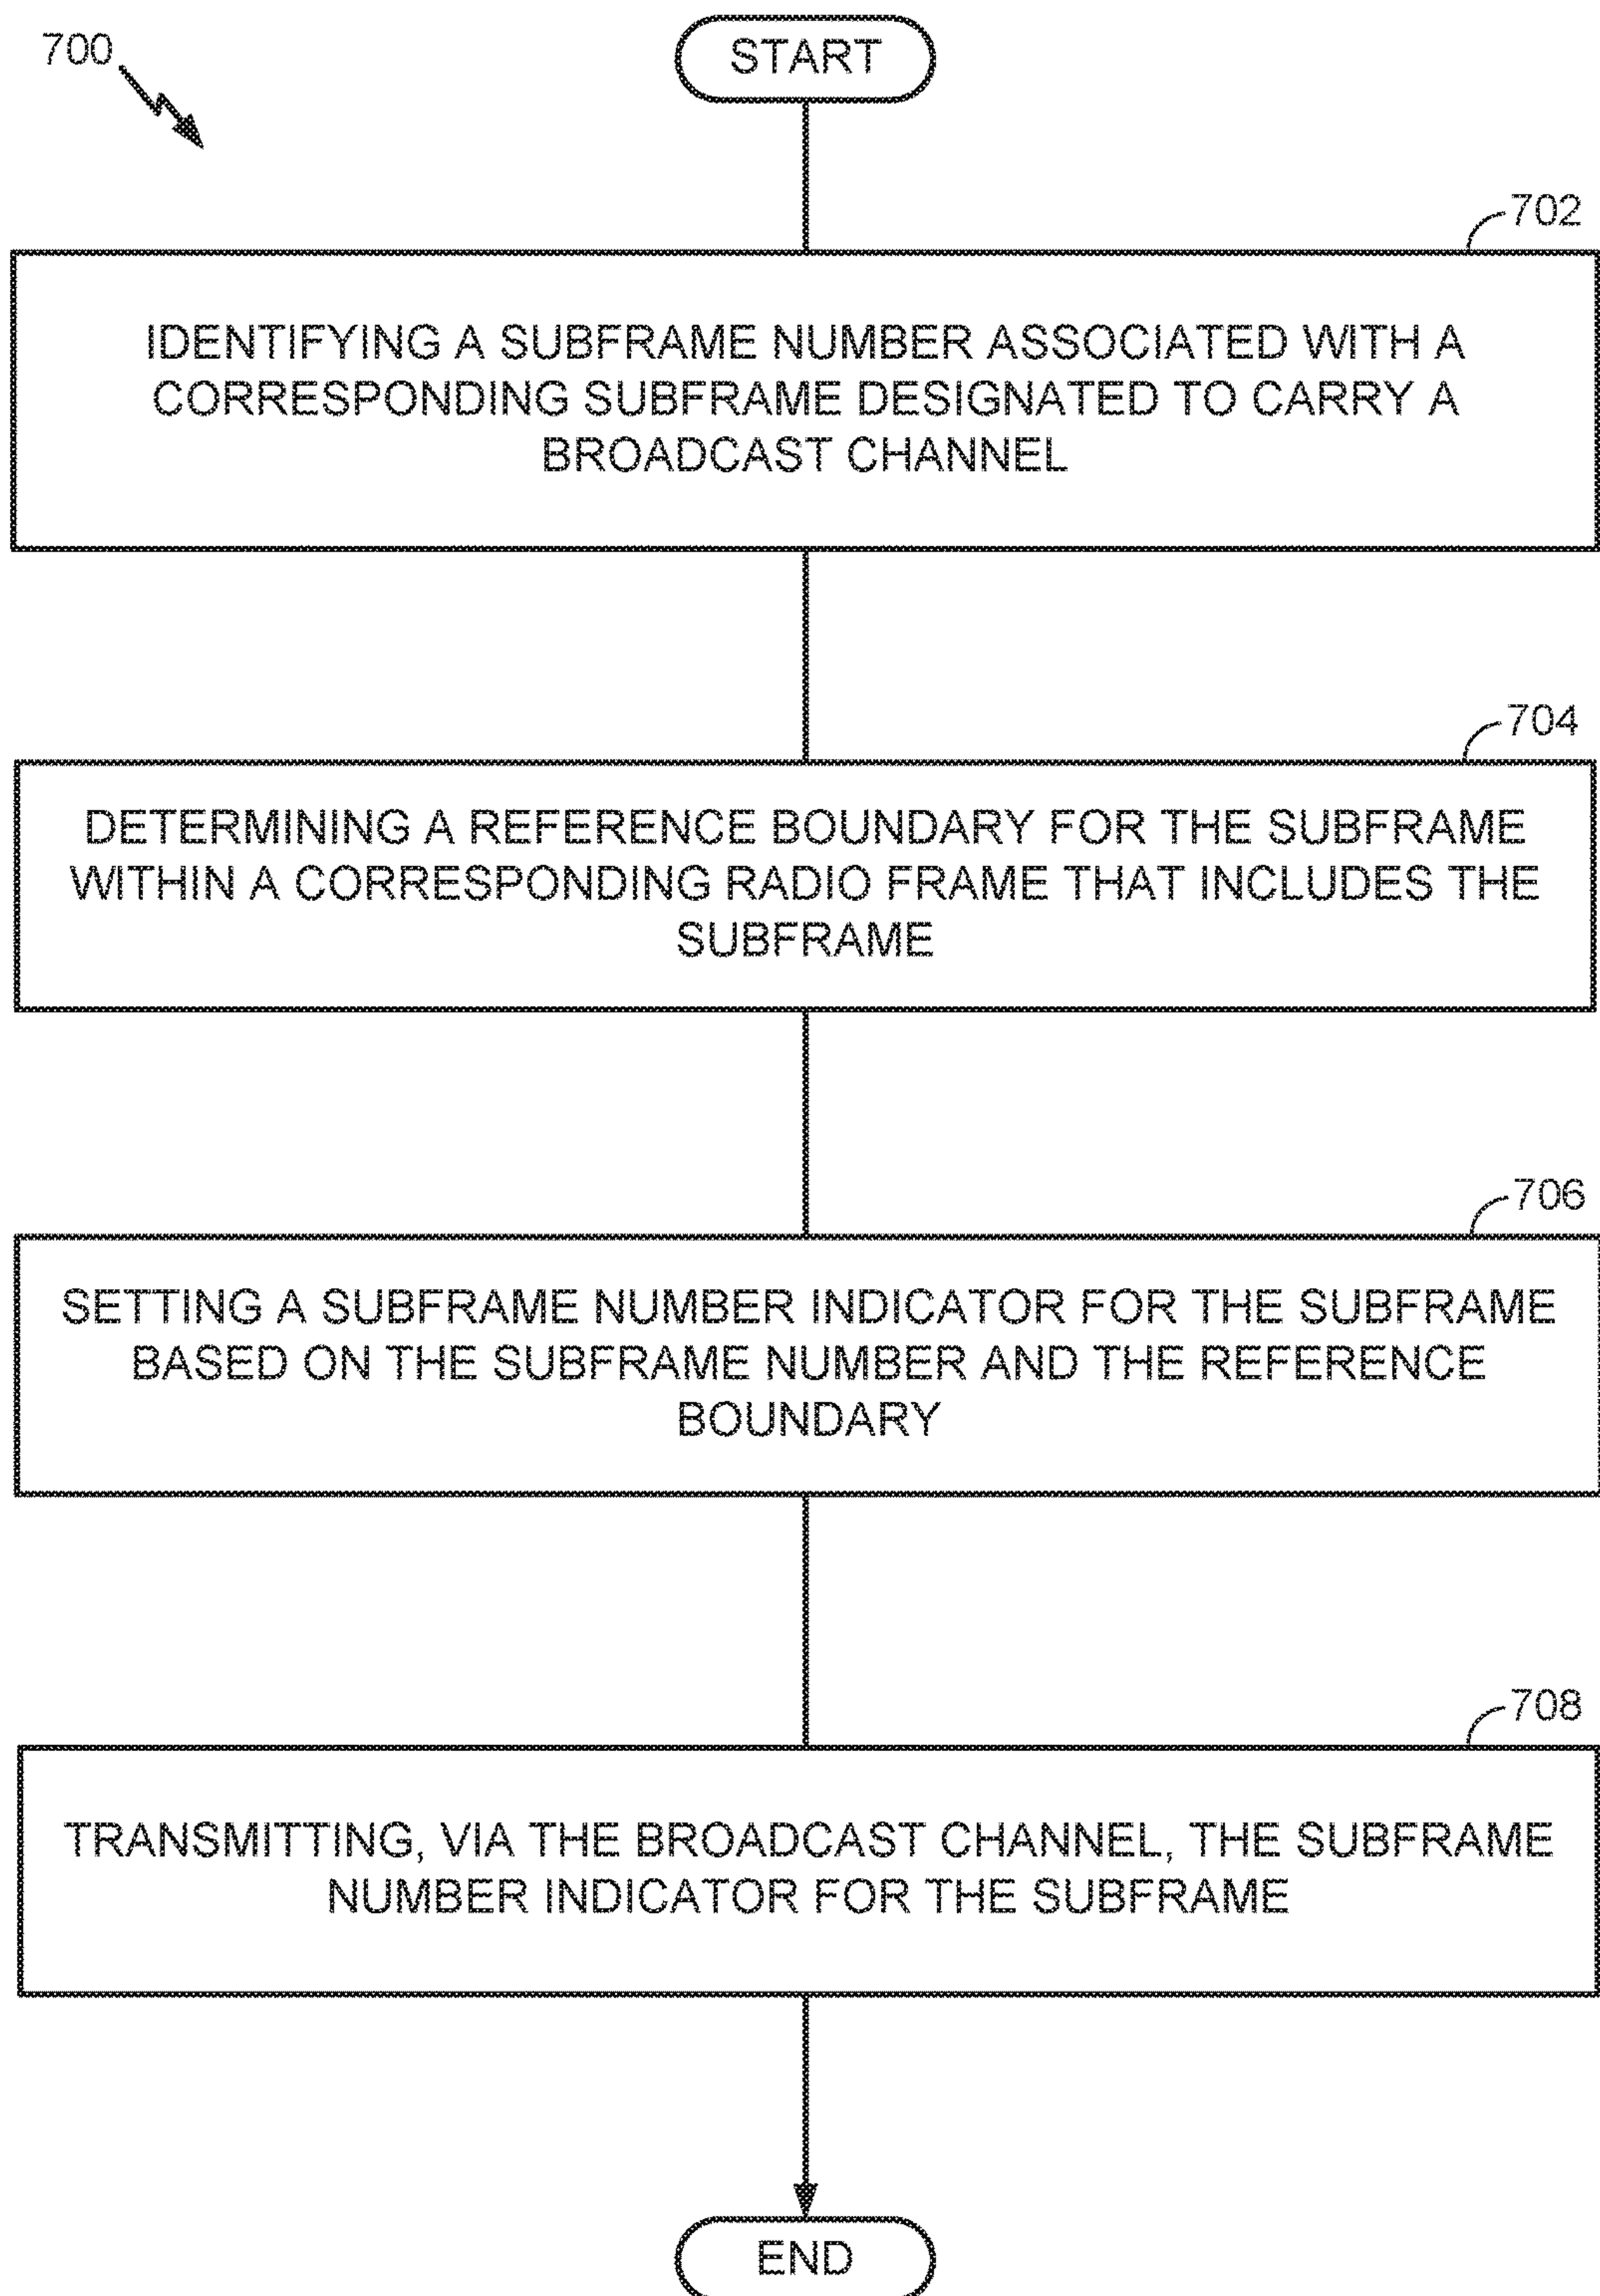 700
START
702
IDENTIFYING A SUBFRAME NUMBER ASSOCIATED WITH A
CORRESPONDING SUBFRAME DESIGNATED TO CARRY A
BROADCAST CHANNEL
704
DETERMINING A REFERENCE BOUNDARY FOR THE SUBFRAME
WITHIN A CORRESPONDING RADIO FRAME THAT INCLUDES THE
SUBFRAME
706
SETTING A SUBFRAME NUMBER INDICATOR FOR THE SUBFRAME
BASED ON THE SUBFRAME NUMBER AND THE REFERENCE
BOUNDARY
708
TRANSMITTING, VIA THE BROADCAST CHANNEL, THE SUBFRAME
NUMBER INDICATOR FOR THE SUBFRAME
END